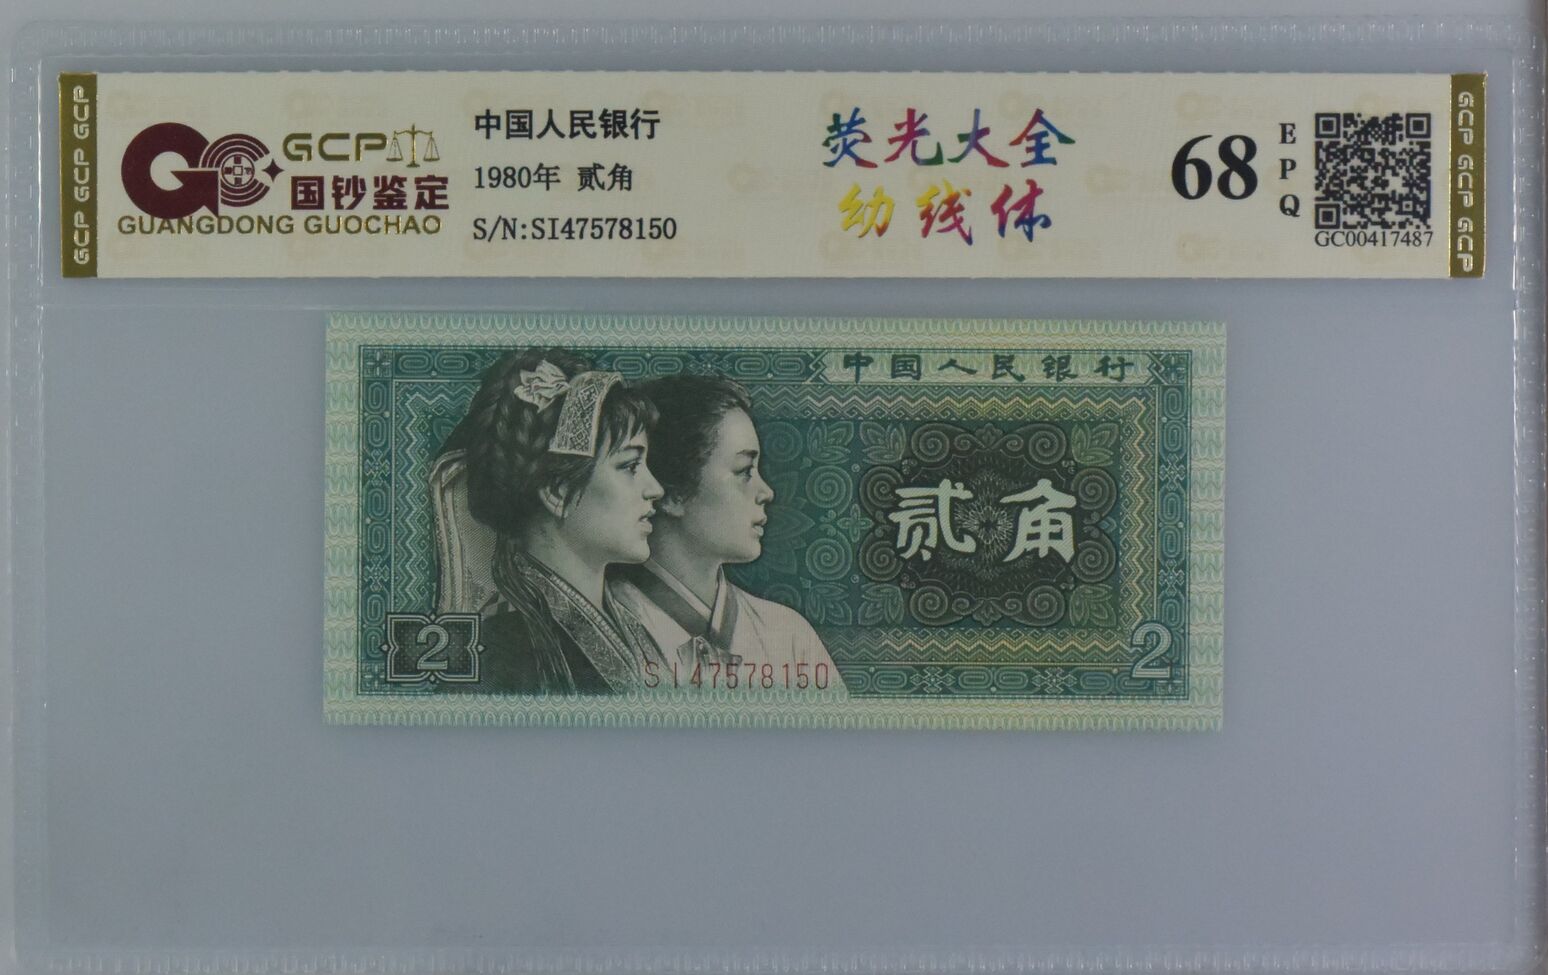 GCP GCP GCP
GCP
国钞鉴定
GUANGDONG GUOCHAO
中国人民银行
1980年 贰角
S/N:SI47578150
荧光大全
幼线体
68
EPQ
GC00417487
GCP GCP GCP
中国人民银行
贰角
2
SI47578150
2